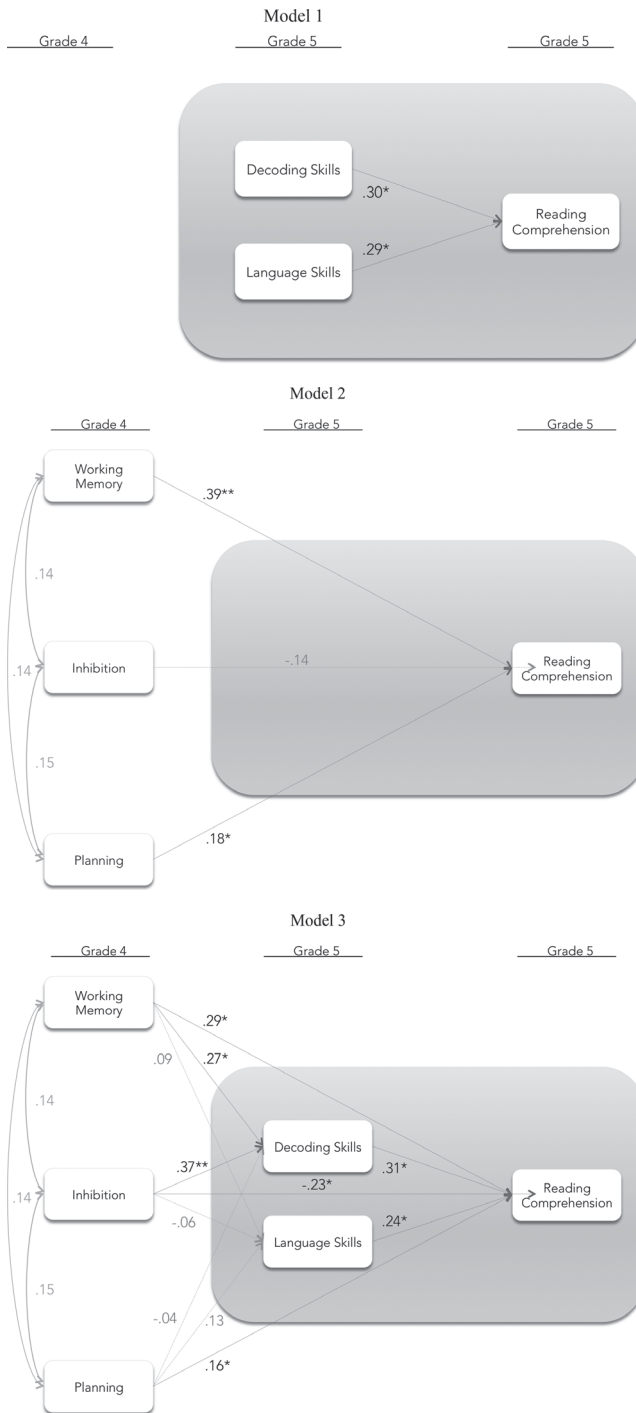 Model 1
Grade 4
Grade 5
Grade 5
Decoding Skills
.30*
Reading
Comprehension
.29*
Language Skills
Model 2
Grade 4
Grade 5
Grade 5
Working
Memory
.39**
.14
.14
Inhibition
-.14
Reading
Comprehension
.15
.18*
Planning
Model 3
Grade 4
Grade 5
Grade 5
Working
Memory
.29*
.09
.27*
.14
Decoding Skills
.37**
.31*
.14
Inhibition
-.23*
Reading
Comprehension
-.06
.24*
Language Skills
.15
-.04
.13
.16*
Planning